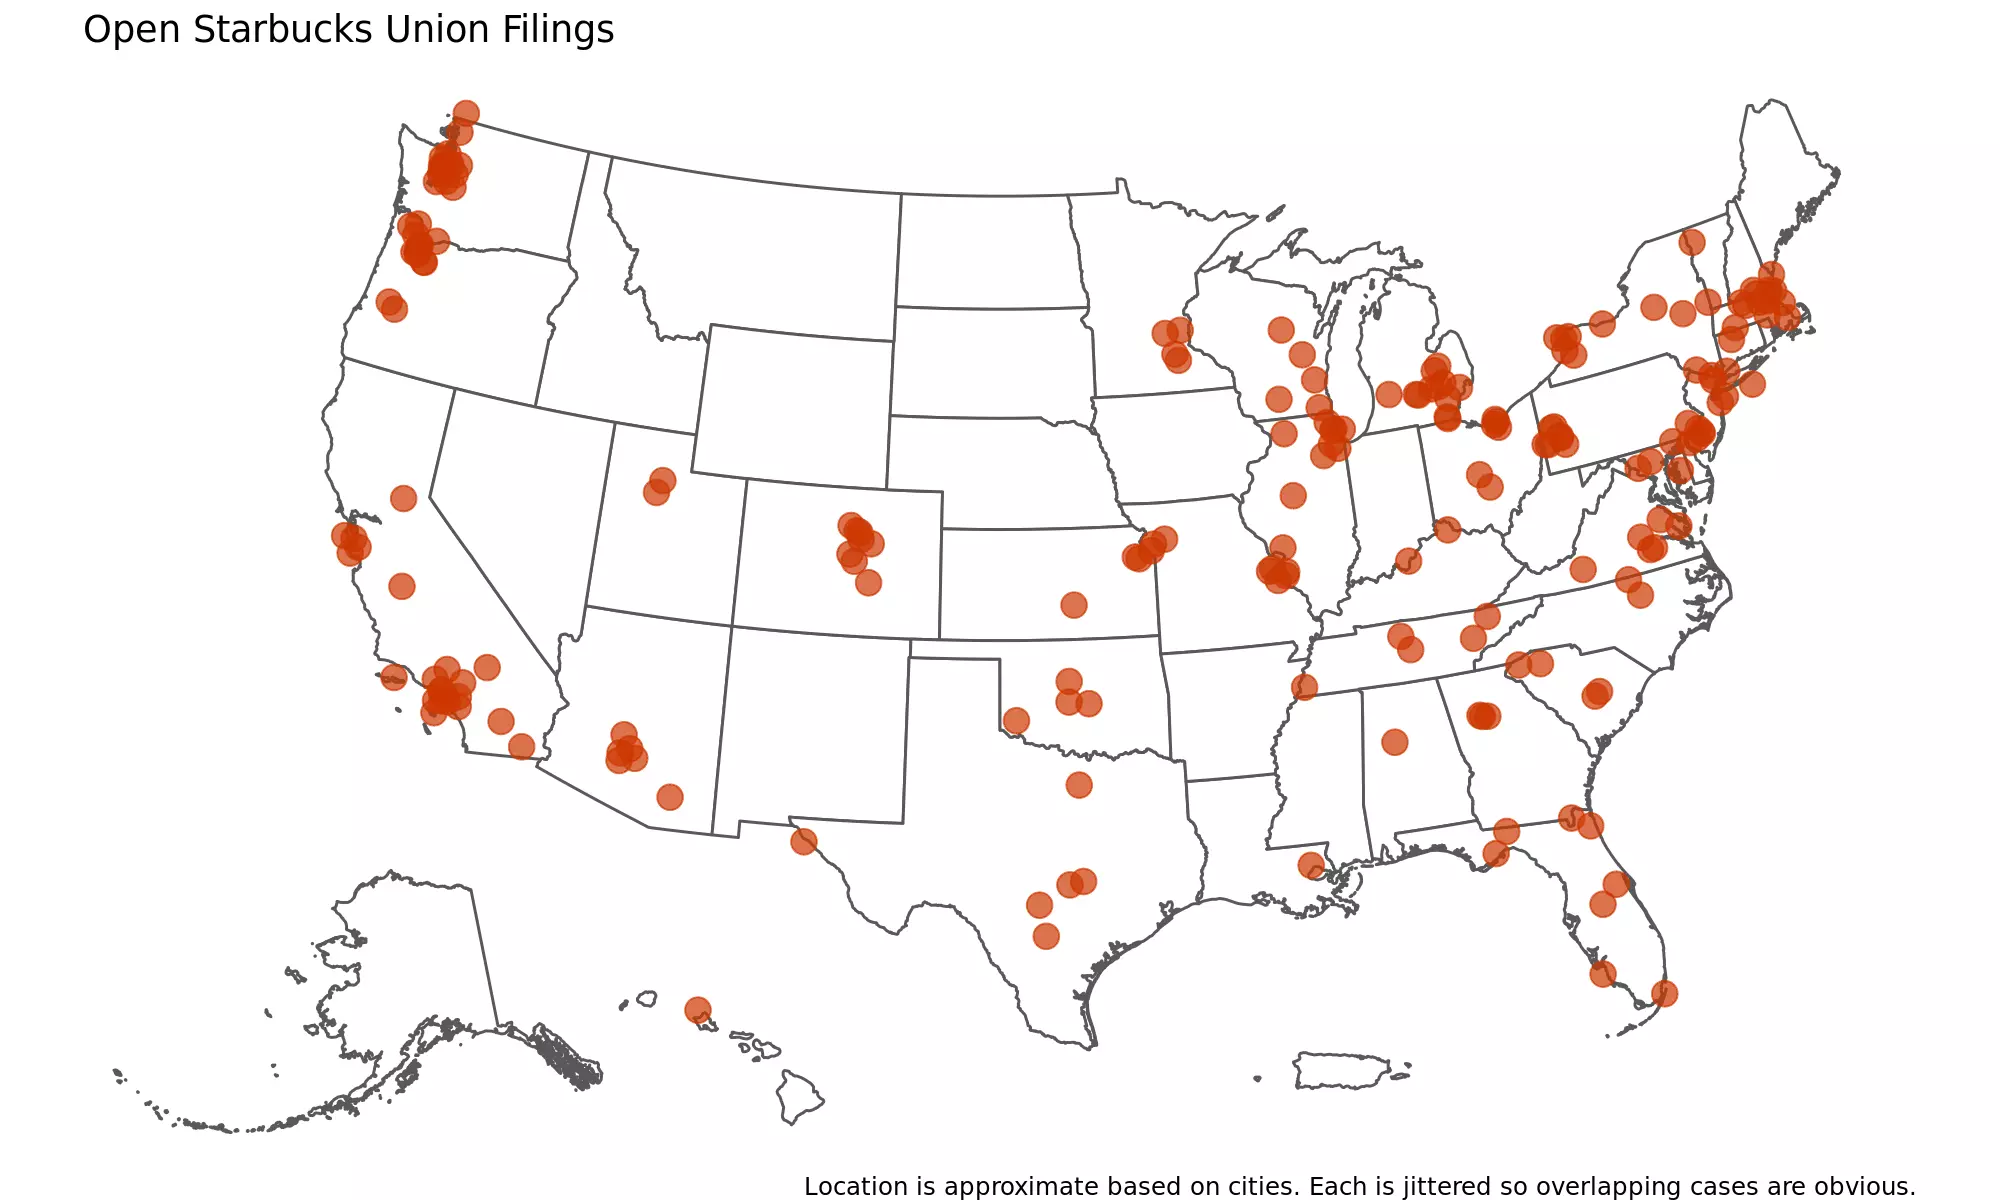 Open Starbucks Union Filings
Location is approximate based on cities. Each is jittered so overlapping cases are obvious.